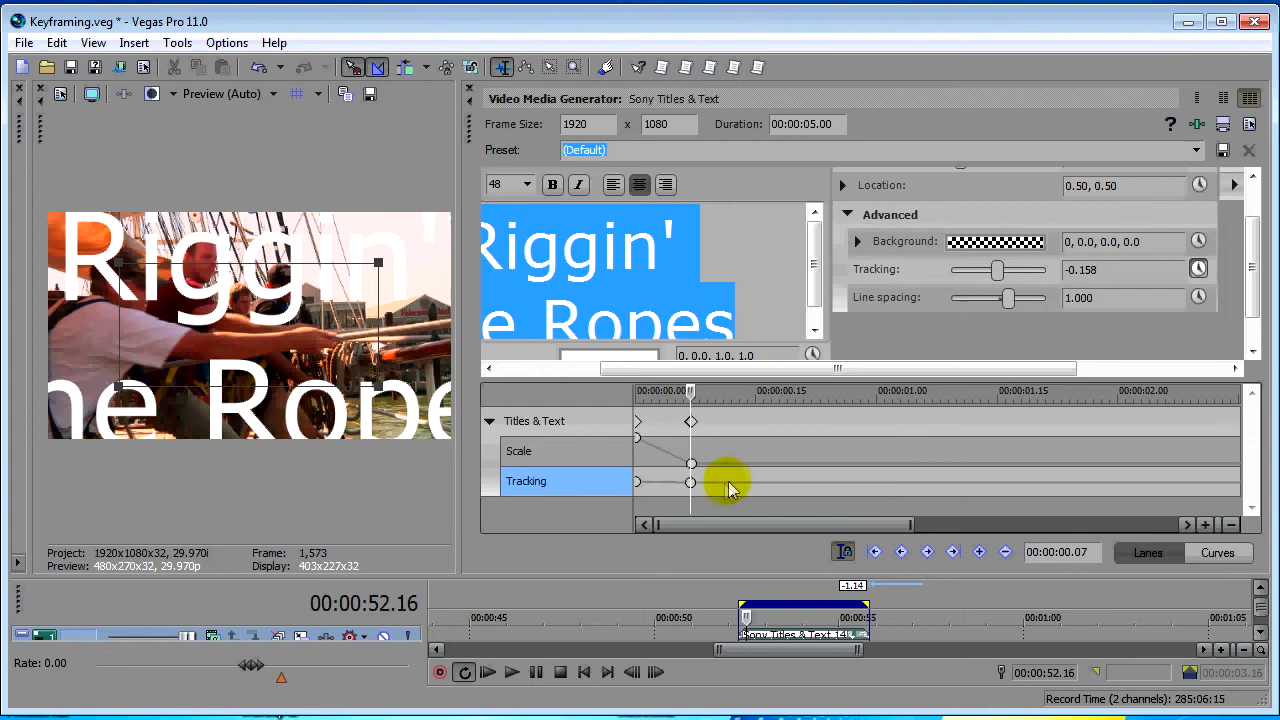 Keyframing.veg * - Vegas Pro 11.0
File Edit View Insert Tools Options Help
Preview (Auto)
Video Media Generator: Sony Titles & Text
Frame Size: 1920 x 1080 Duration: 00:00:05.00
Preset: (Default)
48 B I
Riggin'
he Ropes
Riggin'
e Ropes
0, 0.0, 1.0, 1.0
Location: 0.50, 0.50
Advanced
Background: 0, 0.0, 0.0, 0.0
Tracking: -0.158
Line spacing: 1.000
00:00:00.00 00:00:00.15 00:00:01.00 00:00:01.15 00:00:02.00
Titles & Text
Scale
Tracking
00:00:00.07 Lanes Curves
Project: 1920x1080x32, 29.970i
Preview: 480x270x32, 29.970p
Frame: 1,573
Display: 403x227x32
00:00:52.16
-1.14
00:00:45 00:00:50 00:00:55 00:01:00 00:01:05
Sony Titles & Text 14
1
Rate: 0.00
00:00:52.16 00:00:03.16
Record Time (2 channels): 285:06:15